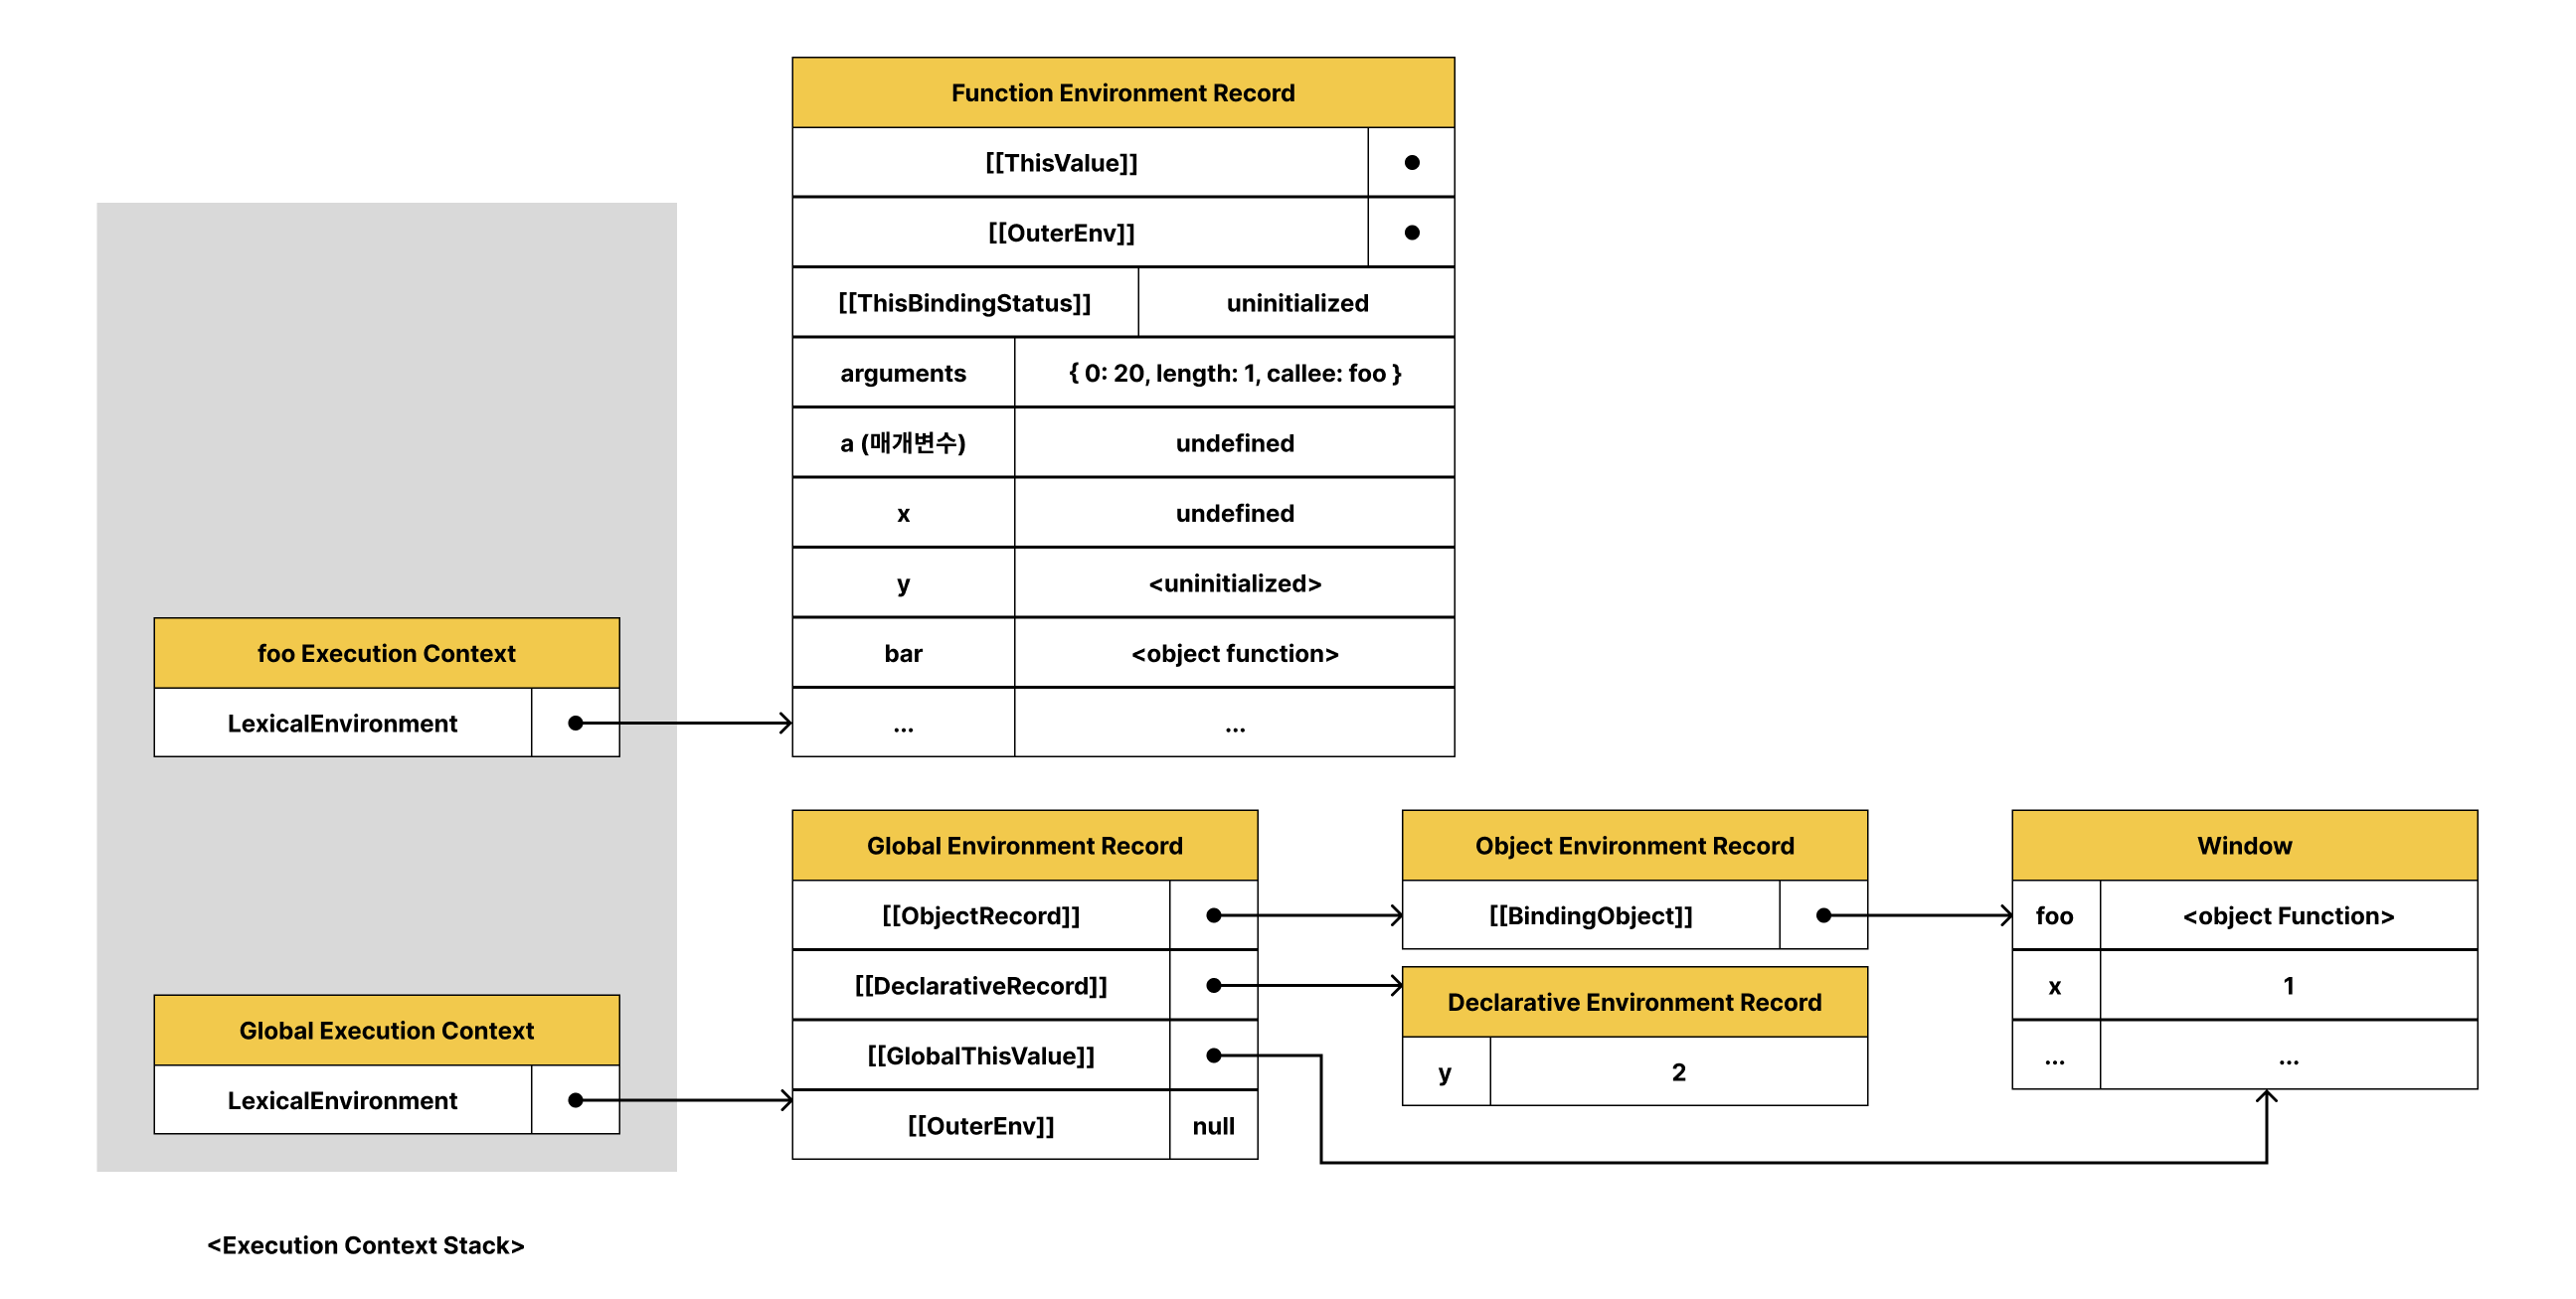 Function Environment Record
[[ThisValue]]
[[OuterEnv]]
[[ThisBindingStatus]] uninitialized
arguments { 0: 20, length: 1, callee: foo }
a (매개변수) undefined
x undefined
y <uninitialized>
bar <object function>
... ...
foo Execution Context
LexicalEnvironment
Global Environment Record
[[ObjectRecord]]
[[DeclarativeRecord]]
[[GlobalThisValue]]
[[OuterEnv]] null
Object Environment Record
[[BindingObject]]
Declarative Environment Record
y 2
Window
foo <object Function>
x 1
... ...
Global Execution Context
LexicalEnvironment
<Execution Context Stack>